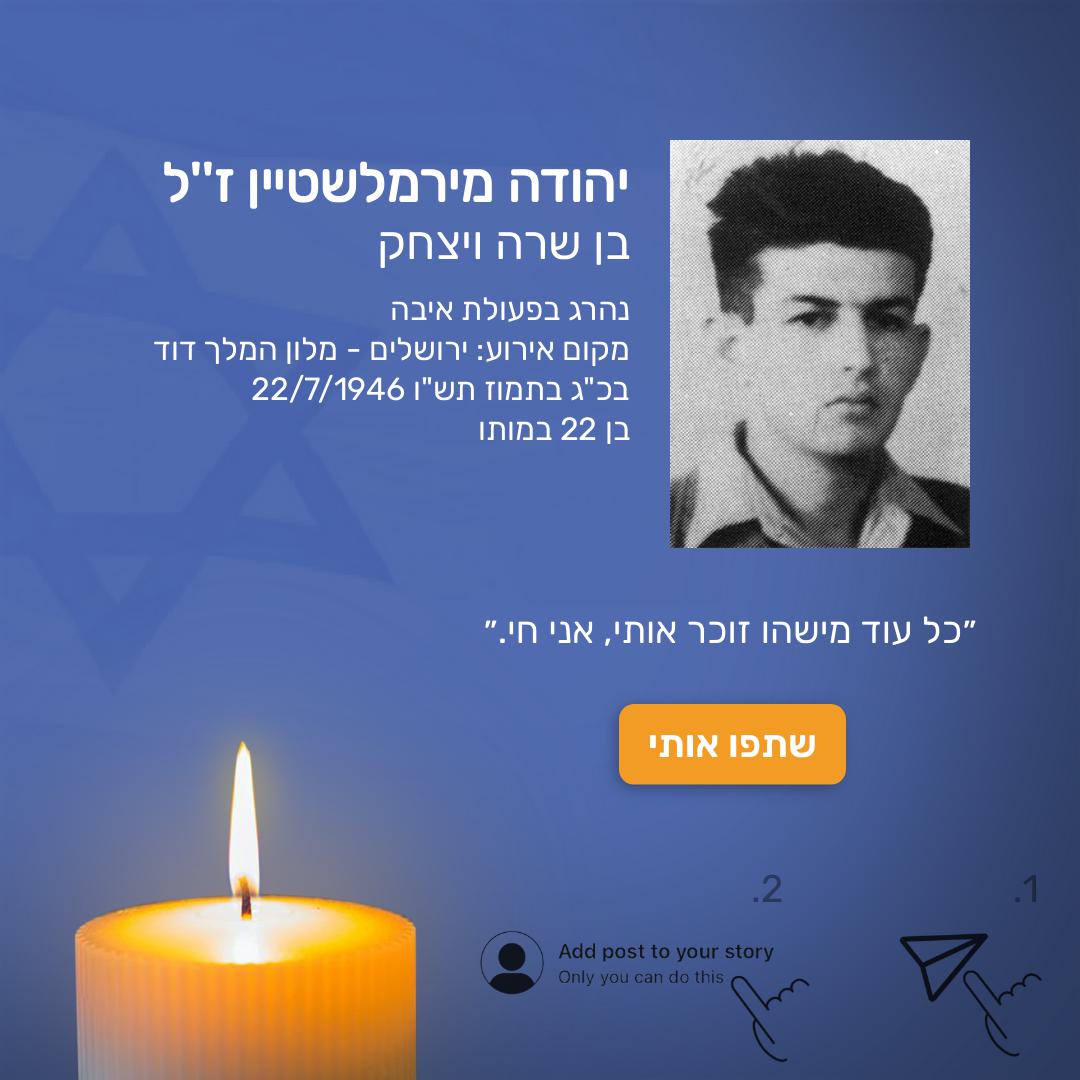 יהודה מירמלשטיין ז"ל
בן שרה ויצחק
נהרג בפעולת איבה
מקום אירוע: ירושלים - מלון המלך דוד
בכ"ג בתמוז תש"ו 22/7/1946
בן 22 במותו
״כל עוד מישהו זוכר אותי, אני חי.״
שתפו אותי
.1
.2
Add post to your story
Only you can do this